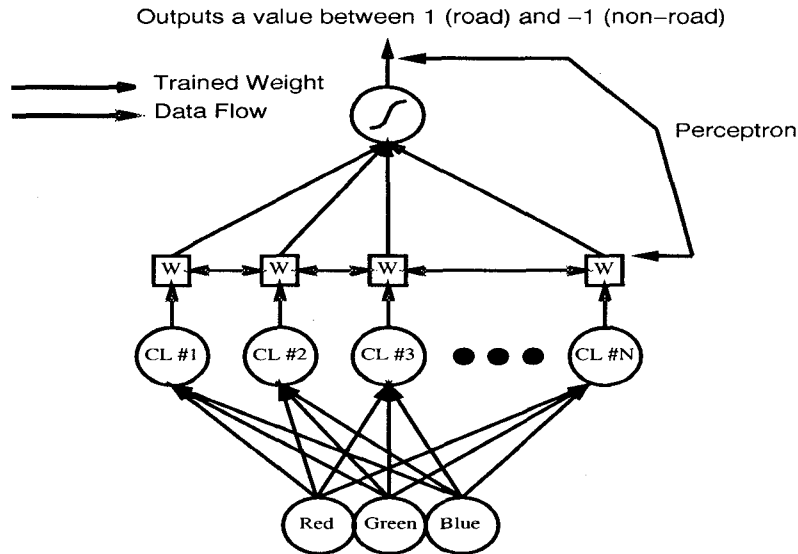 Outputs a value between 1 (road) and −1 (non−road)
Trained Weight
Data Flow
Perceptron
W W W W
CL #1 CL #2 CL #3 CL #N
Red Green Blue